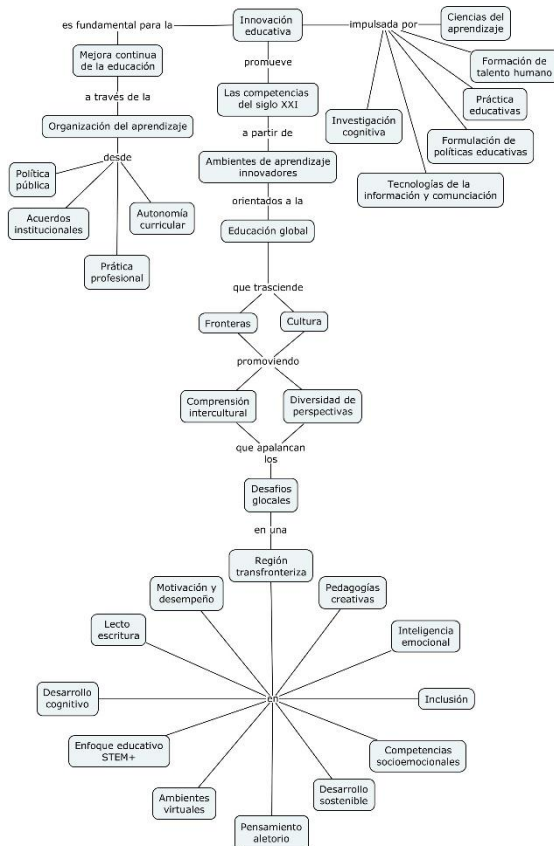 Innovación
educativa
es fundamental para la
Mejora continua
de la educación
a través de la
Organización del aprendizaje
desde
Política
pública
Acuerdos
institucionales
Prática
profesional
Autonomía
curricular
promueve
Las competencias
del siglo XXI
a partir de
Ambientes de aprendizaje
innovadores
orientados a la
Educación global
que trasciende
Fronteras
Cultura
promoviendo
Comprensión
intercultural
Diversidad de
perspectivas
que apalancan
los
Desafios
glocales
en una
Región
transfronteriza
en
Motivación y
desempeño
Lecto
escritura
Desarrollo
cognitivo
Enfoque educativo
STEM+
Ambientes
virtuales
Pensamiento
aletorio
Desarrollo
sostenible
Competencias
socioemocionales
Inclusión
Inteligencia
emocional
Pedagogías
creativas
impulsada por
Ciencias del
aprendizaje
Formación de
talento humano
Práctica
educativas
Formulación de
políticas educativas
Tecnologías de la
información y comunciación
Investigación
cognitiva